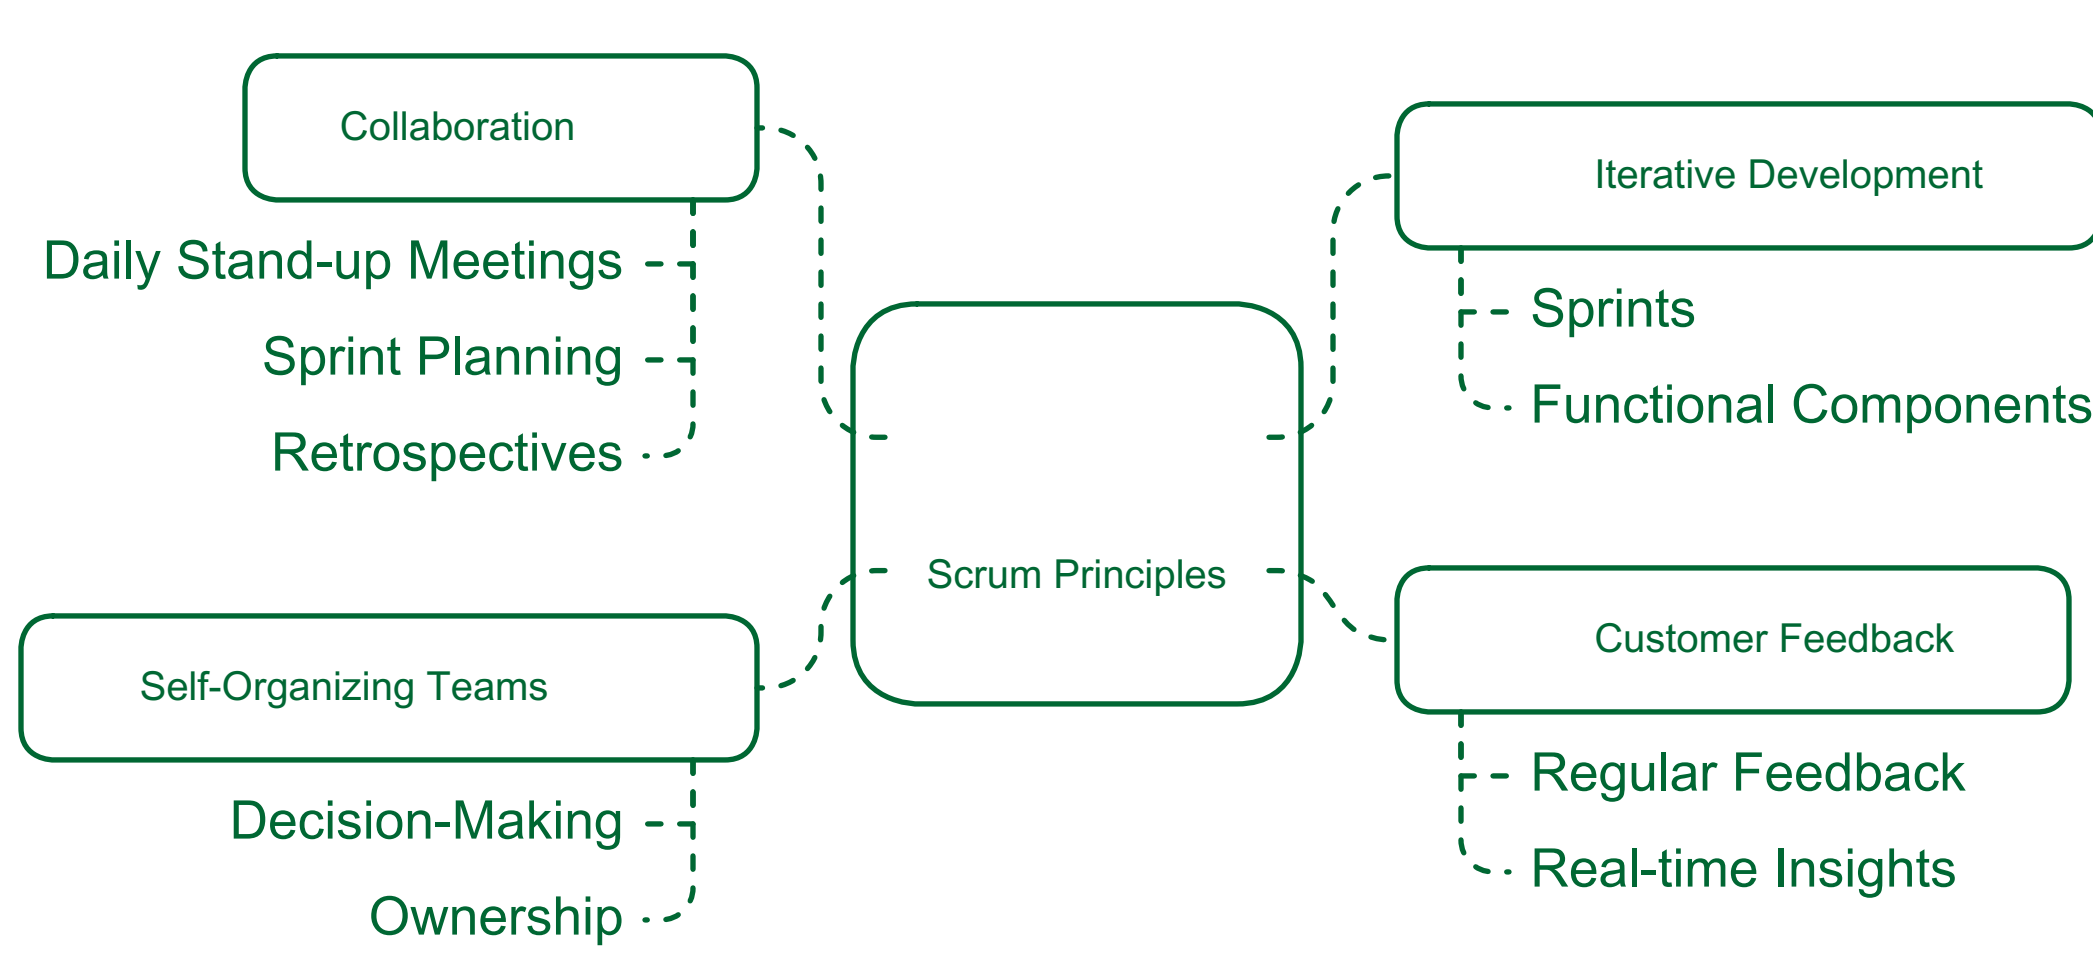 Collaboration
Daily Stand-up Meetings
Sprint Planning
Retrospectives
Self-Organizing Teams
Decision-Making
Ownership
Scrum Principles
Iterative Development
Sprints
Functional Components
Customer Feedback
Regular Feedback
Real-time Insights